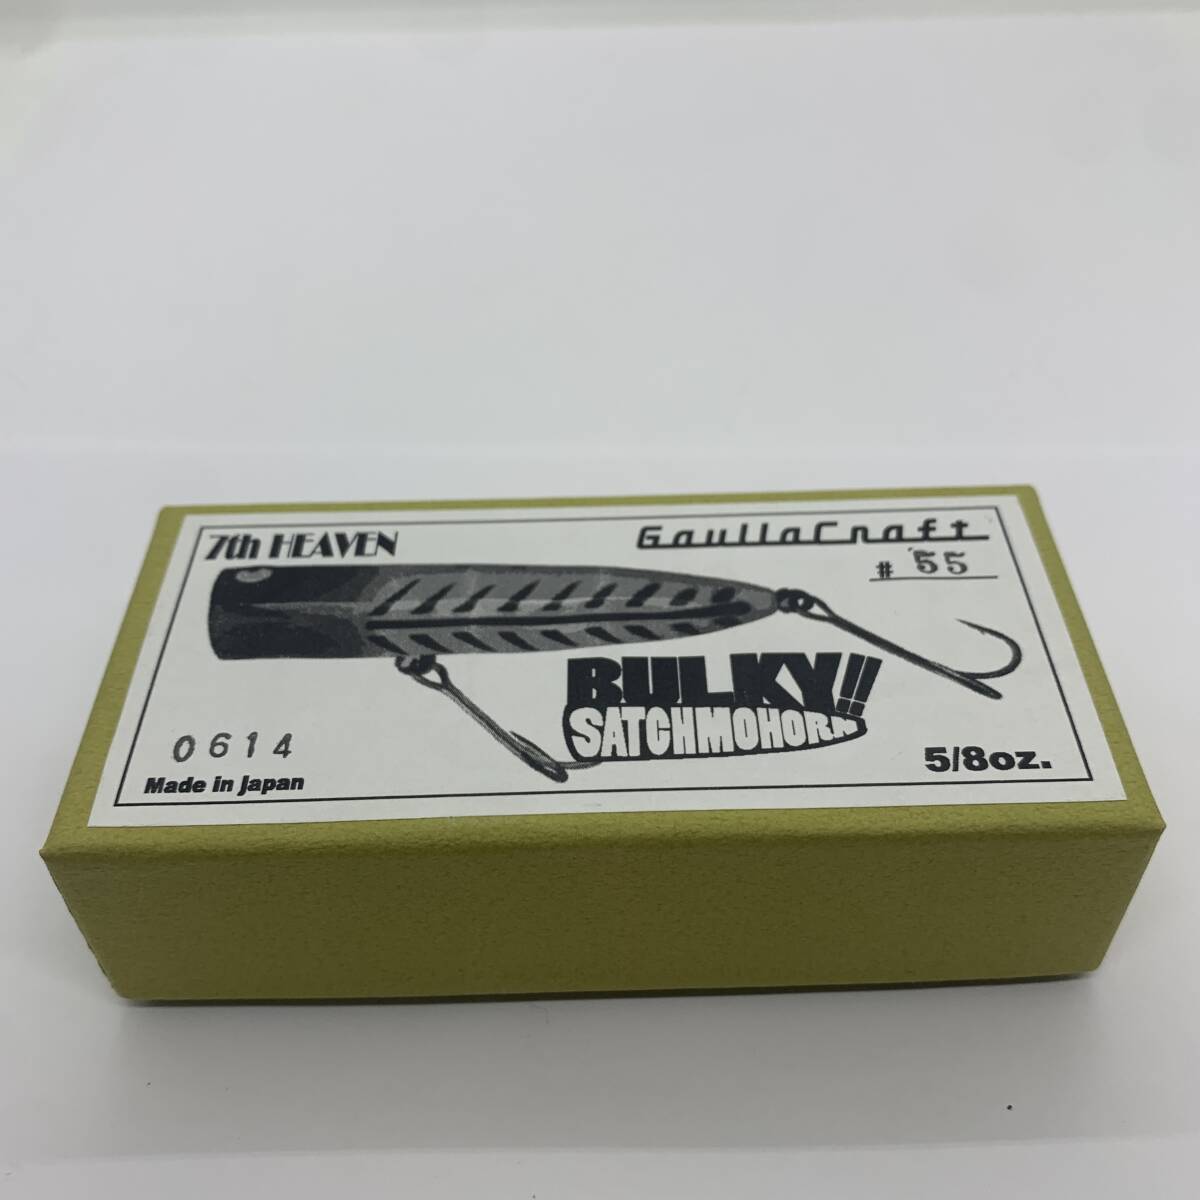 7th HEAVEN
GaullaCraft
# 55
BULKY!!
SATCHMOHORN
0614
Made in Japan
5/8oz.